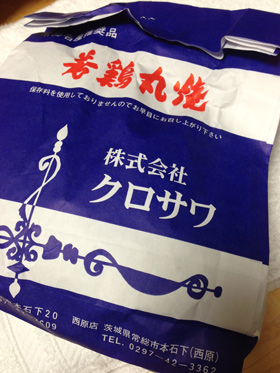 奨品
若鶏丸焼
保存料を使用しておりませんのでお早目にお召し上がり下さい
株式会社
クロサワ
本石下20
西原店 茨城県常総市本石下(西原)
TEL. 0297-42-3362